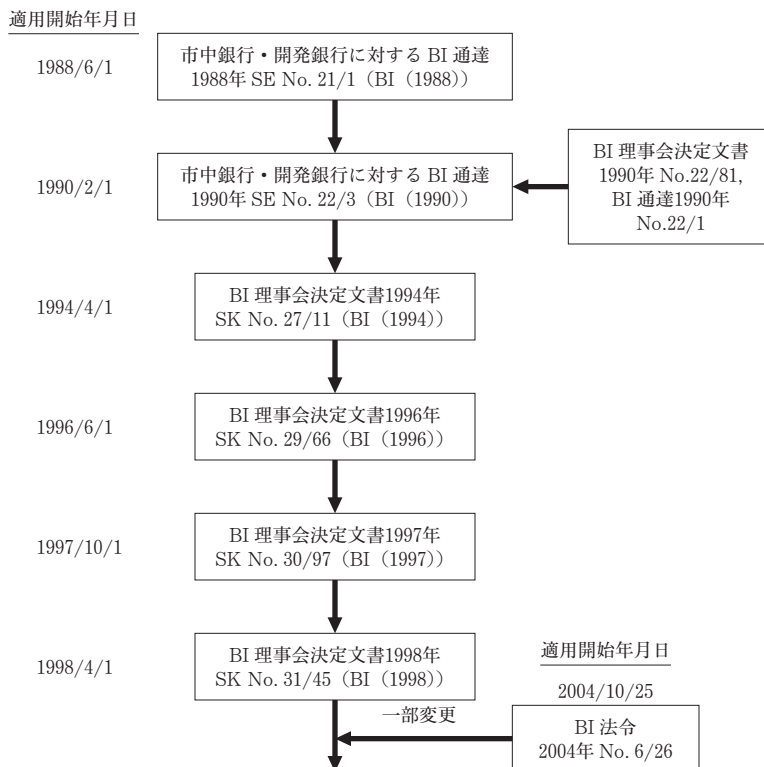 適用開始年月日
1988/6/1
市中銀行・開発銀行に対する BI 通達
1988年 SE No. 21/1（BI（1988））
1990/2/1
市中銀行・開発銀行に対する BI 通達
1990年 SE No. 22/3（BI（1990））
BI 理事会決定文書
1990年 No.22/81,
BI 通達1990年
No.22/1
1994/4/1
BI 理事会決定文書1994年
SK No. 27/11（BI（1994））
1996/6/1
BI 理事会決定文書1996年
SK No. 29/66（BI（1996））
1997/10/1
BI 理事会決定文書1997年
SK No. 30/97（BI（1997））
1998/4/1
BI 理事会決定文書1998年
SK No. 31/45（BI（1998））
適用開始年月日
2004/10/25
一部変更
BI 法令
2004年 No. 6/26